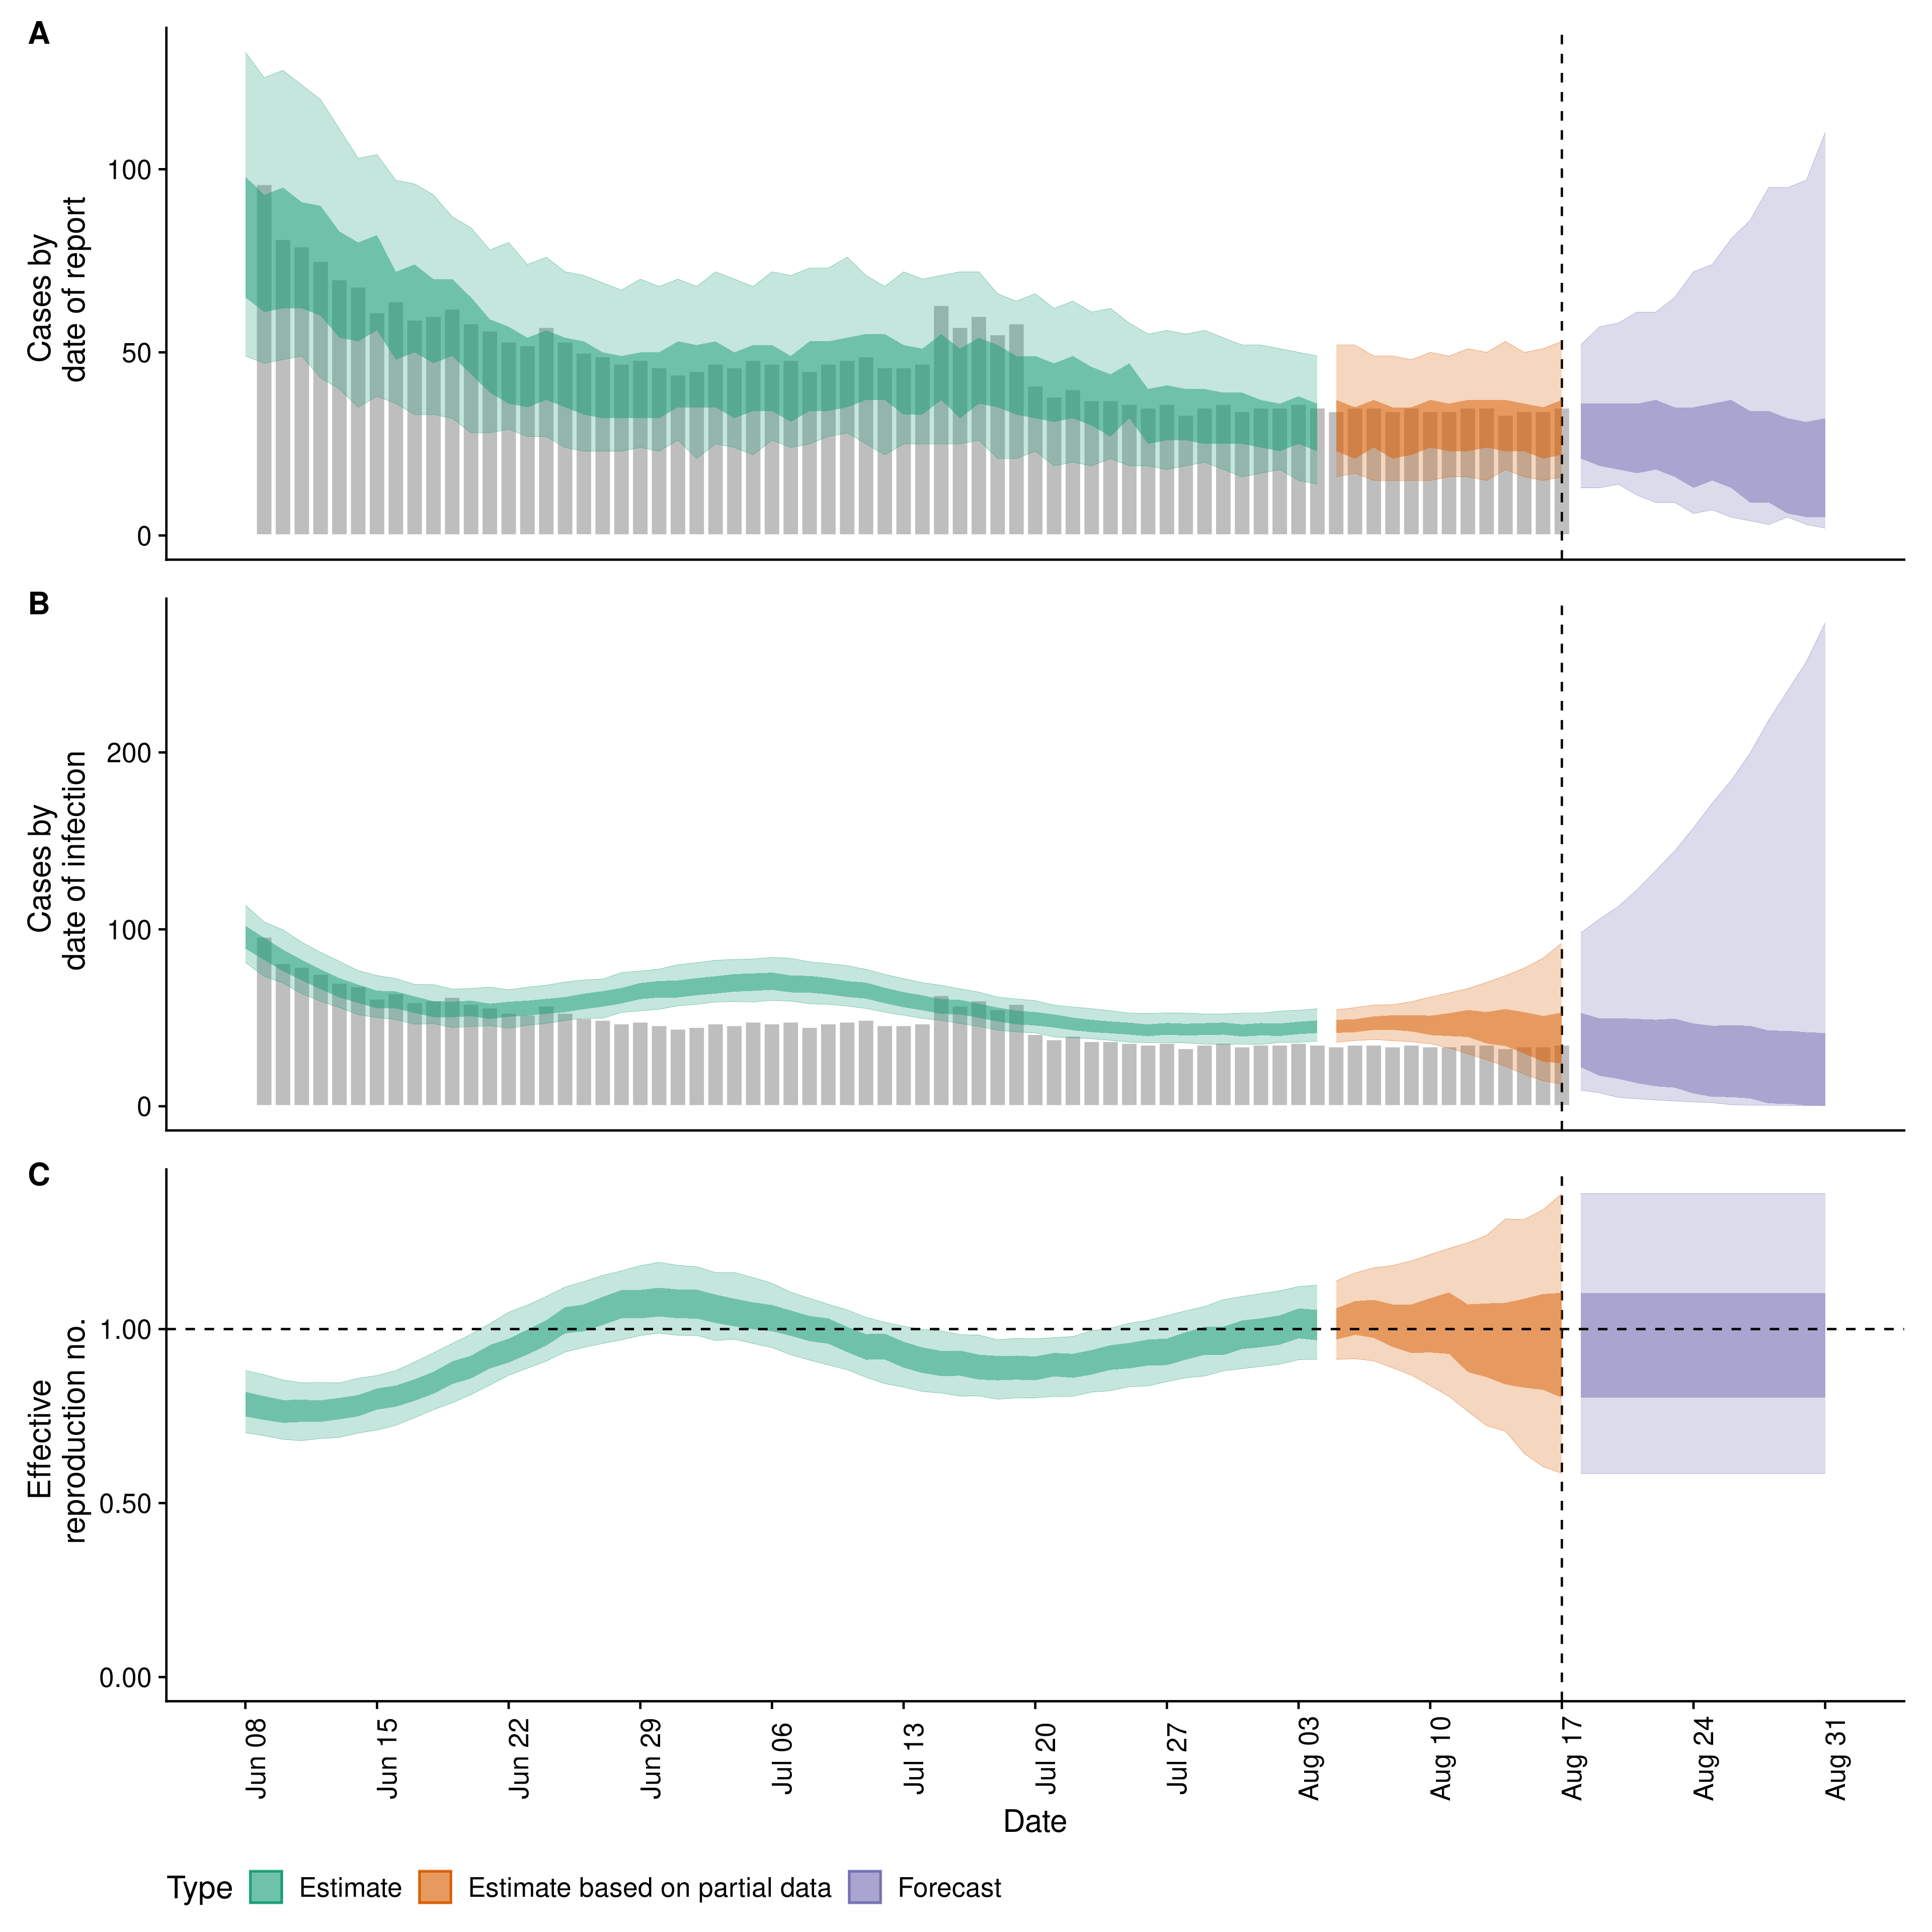 A
Cases by
date of report
100
50
0
B
Cases by
date of infection
200
100
0
C
Effective
reproduction no.
1.00
0.50
0.00
Jun 08
Jun 15
Jun 22
Jun 29
Jul 06
Jul 13
Jul 20
Jul 27
Aug 03
Aug 10
Aug 17
Aug 24
Aug 31
Date
Type Estimate Estimate based on partial data Forecast